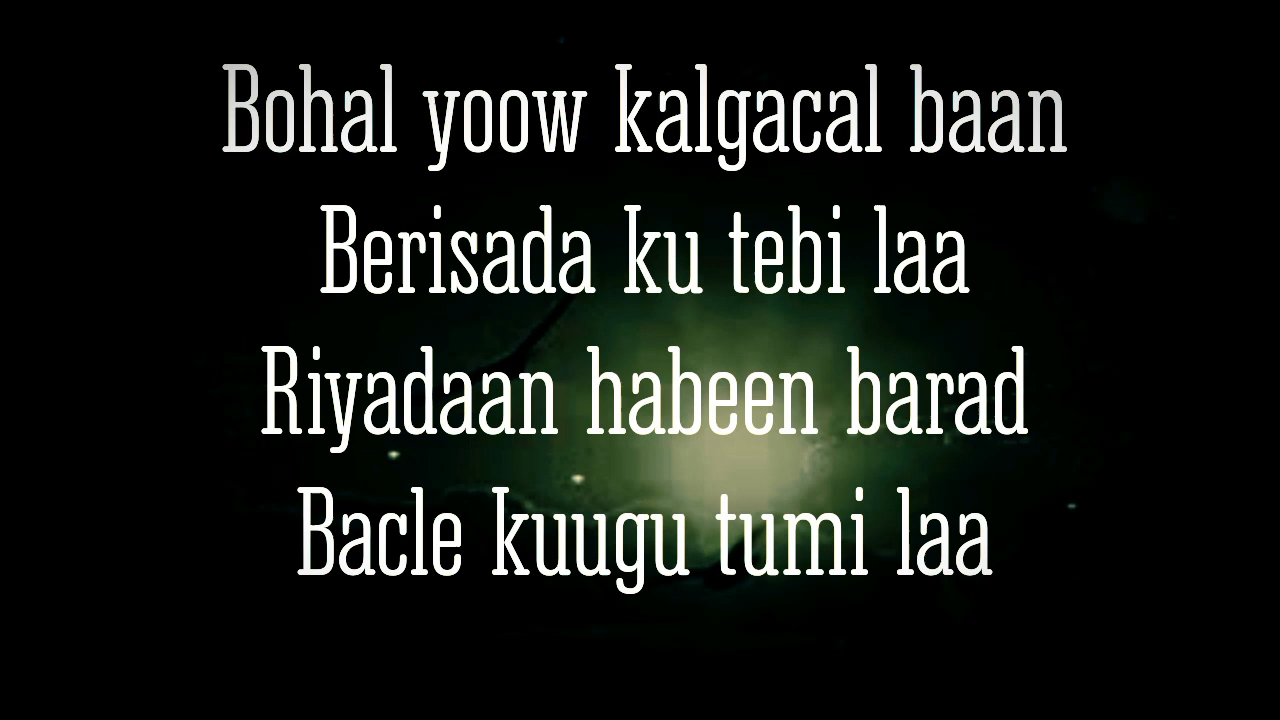 Bohal yoow kalgacal baan
Berisada ku tebi laa
Riyadaan habeen barad
Bacle kuugu tumi laa